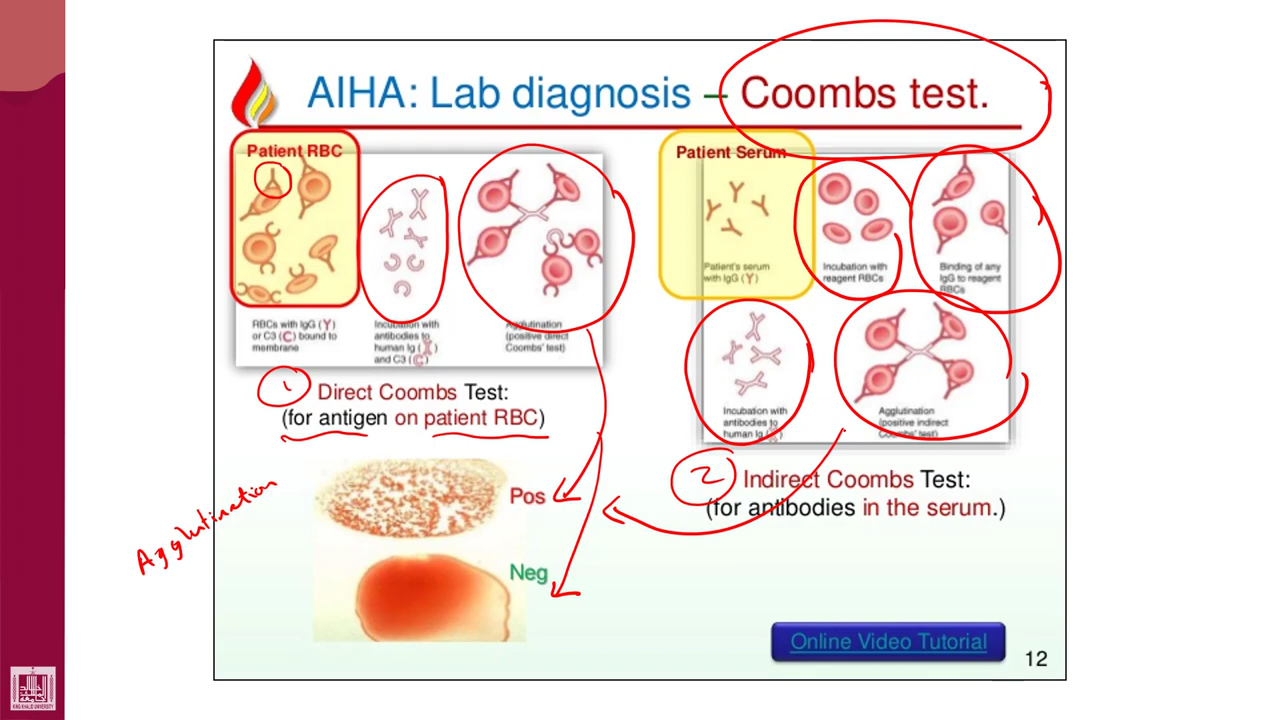 AIHA: Lab diagnosis – Coombs test.
Patient RBC
RBCs with IgG (Y)
or C3 (C) bound to
membrane
Incubation with
antibodies to
human Ig
and C3
Agglutination
(positive direct
Coombs' test)
1 Direct Coombs Test:
(for antigen on patient RBC)
Agglutination
Pos
Neg
Patient Serum
Patient's serum
with IgG (Y)
Incubation with
reagent RBCs
Binding of any
IgG to reagent
RBCs
Incubation with
antibodies to
human Ig
Agglutination
(positive indirect
Coombs' test)
2 Indirect Coombs Test:
(for antibodies in the serum.)
Online Video Tutorial
12
KING KHALID UNIVERSITY